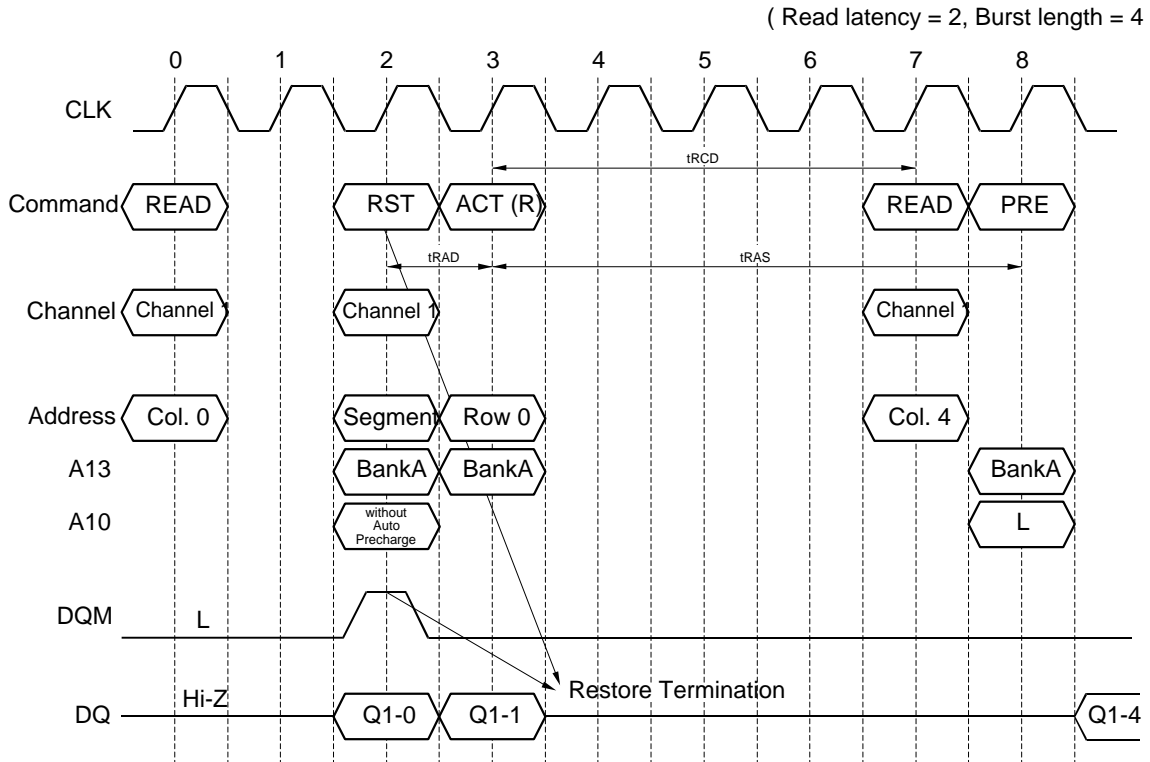 ( Read latency = 2, Burst length = 4
0 1 2 3 4 5 6 7 8
CLK
tRCD
Command READ RST ACT (R) READ PRE
tRAD tRAS
Channel Channel 1 Channel 1 Channel 1
Address Col. 0 Segment Row 0 Col. 4
A13 BankA BankA BankA
A10 without Auto Precharge L
DQM L
Restore Termination
DQ Hi-Z Q1-0 Q1-1 Q1-4